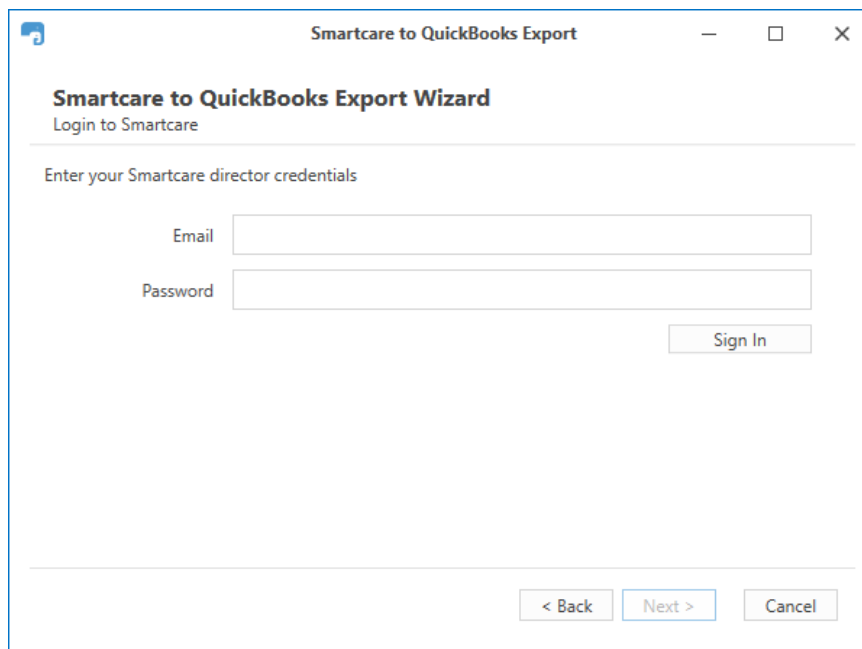 Smartcare to QuickBooks Export
Smartcare to QuickBooks Export Wizard
Login to Smartcare
Enter your Smartcare director credentials
Email
Password
Sign In
< Back Next > Cancel